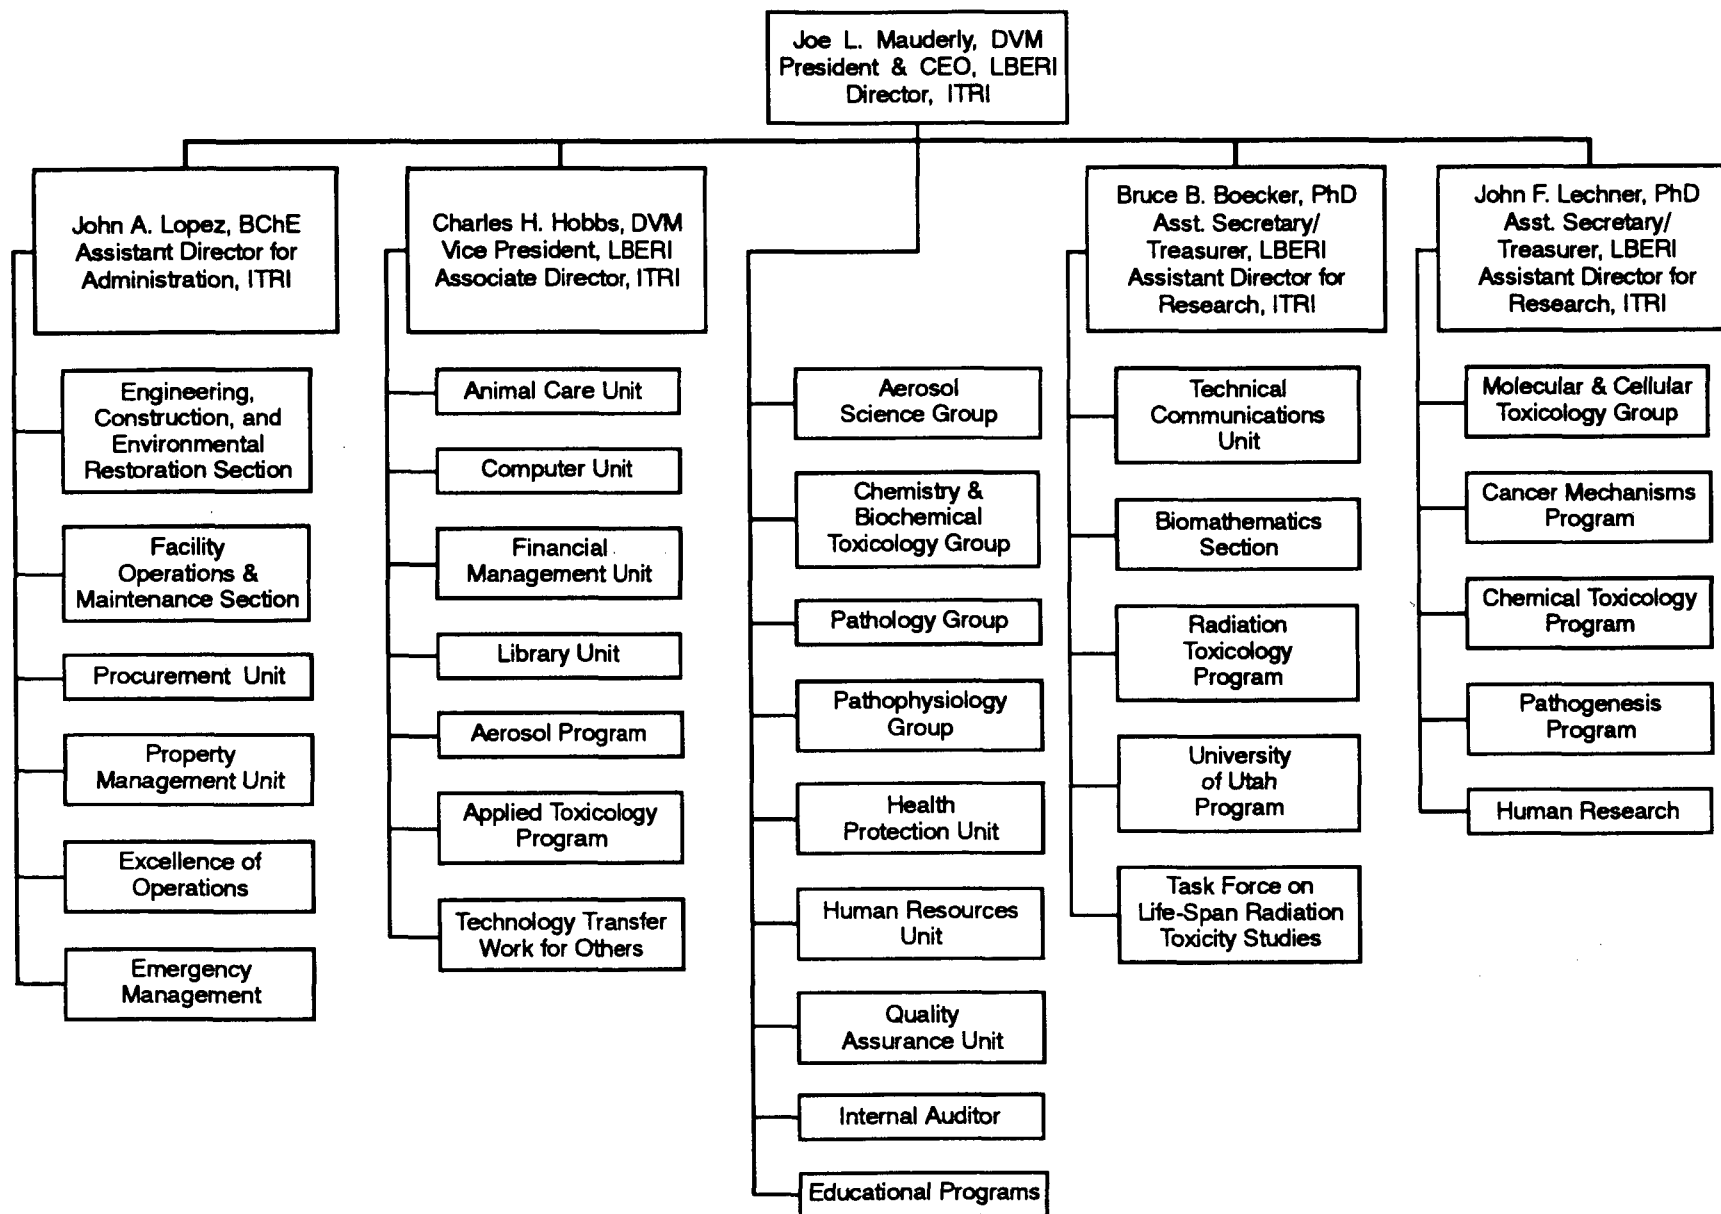 Joe L. Mauderly, DVM
President & CEO, LBERI
Director, ITRI
John A. Lopez, BChE
Assistant Director for
Administration, ITRI
Engineering,
Construction, and
Environmental
Restoration Section
Facility
Operations &
Maintenance Section
Procurement Unit
Property
Management Unit
Excellence of
Operations
Emergency
Management
Charles H. Hobbs, DVM
Vice President, LBERI
Associate Director, ITRI
Animal Care Unit
Computer Unit
Financial
Management Unit
Library Unit
Aerosol Program
Applied Toxicology
Program
Technology Transfer
Work for Others
Aerosol
Science Group
Chemistry &
Biochemical
Toxicology Group
Pathology Group
Pathophysiology
Group
Health
Protection Unit
Human Resources
Unit
Quality
Assurance Unit
Internal Auditor
Educational Programs
Bruce B. Boecker, PhD
Asst. Secretary/
Treasurer, LBERI
Assistant Director for
Research, ITRI
Technical
Communications
Unit
Biomathematics
Section
Radiation
Toxicology
Program
University
of Utah
Program
Task Force on
Life-Span Radiation
Toxicity Studies
John F. Lechner, PhD
Asst. Secretary/
Treasurer, LBERI
Assistant Director for
Research, ITRI
Molecular & Cellular
Toxicology Group
Cancer Mechanisms
Program
Chemical Toxicology
Program
Pathogenesis
Program
Human Research